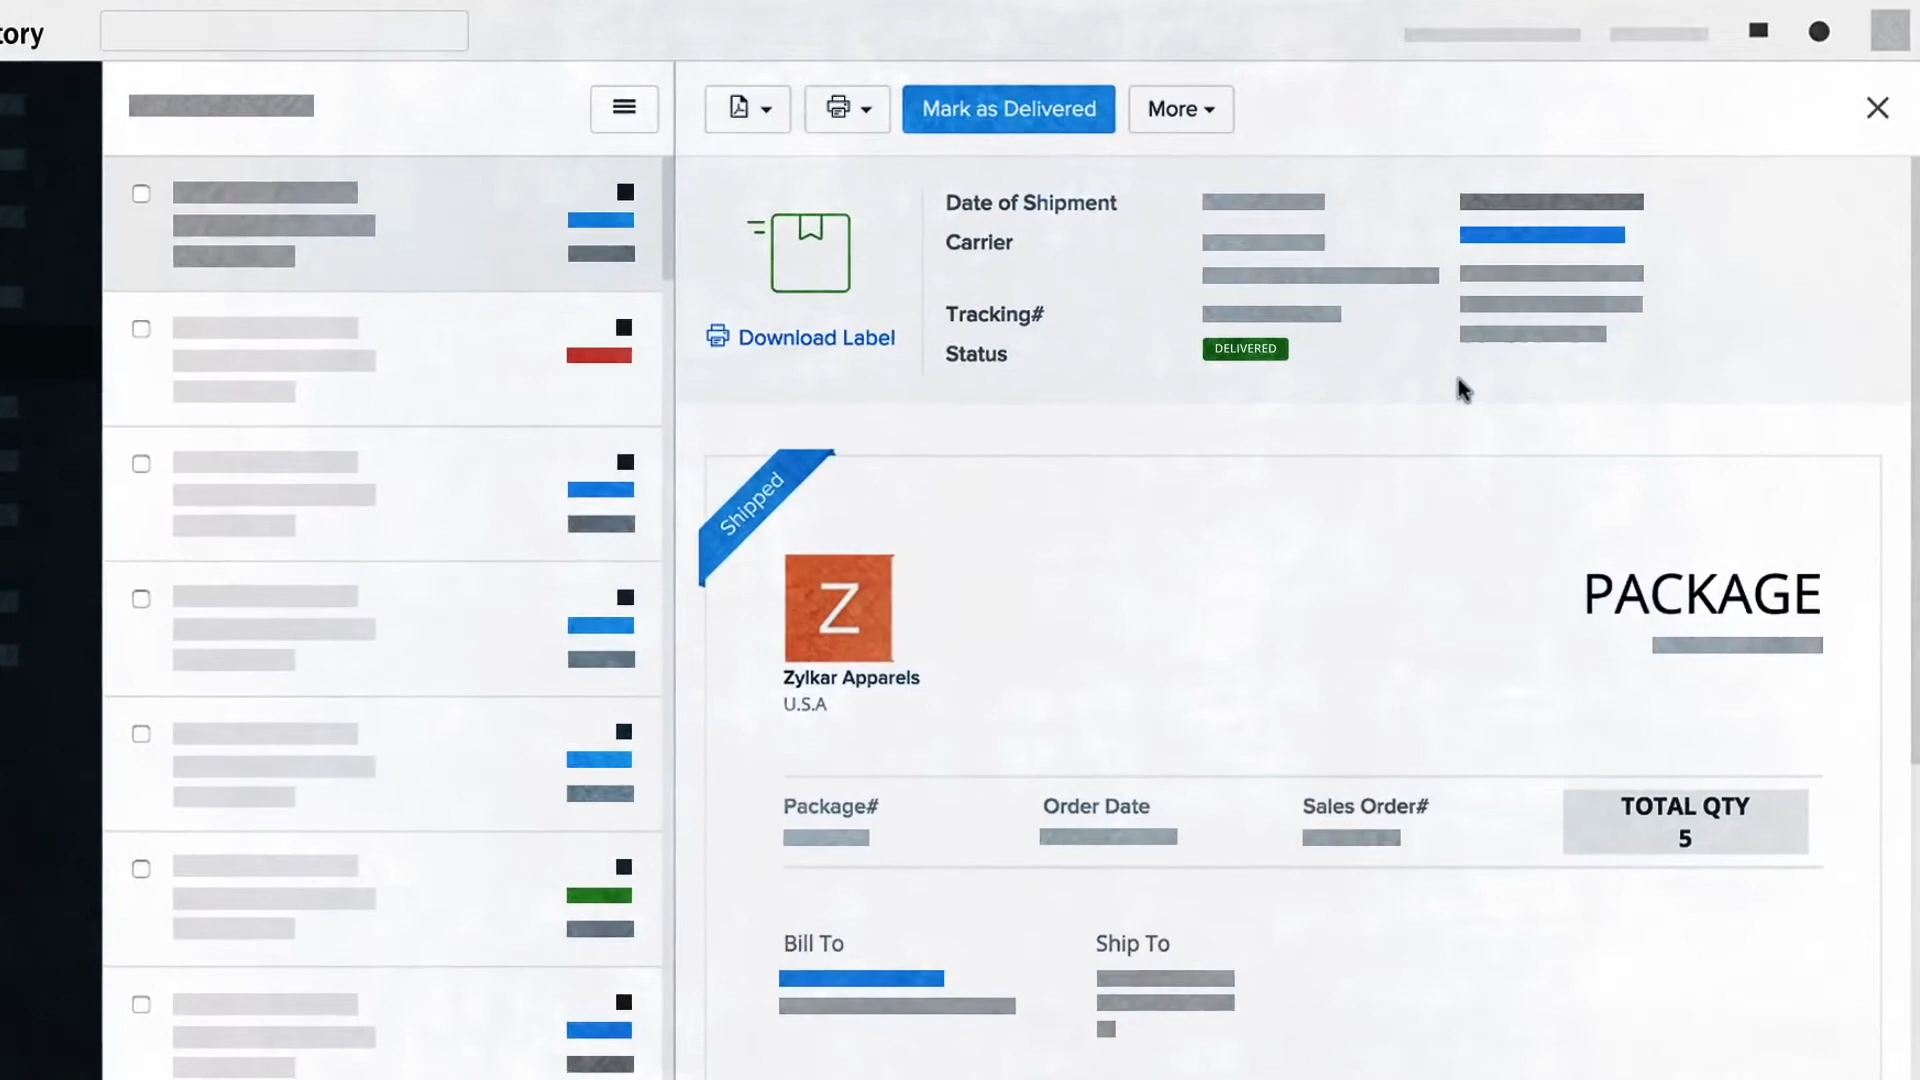 tory
Mark as Delivered
More
Date of Shipment
Carrier
Tracking#
Status
DELIVERED
Download Label
Shipped
Z
Zylkar Apparels
U.S.A
PACKAGE
Package#
Order Date
Sales Order#
TOTAL QTY
5
Bill To
Ship To